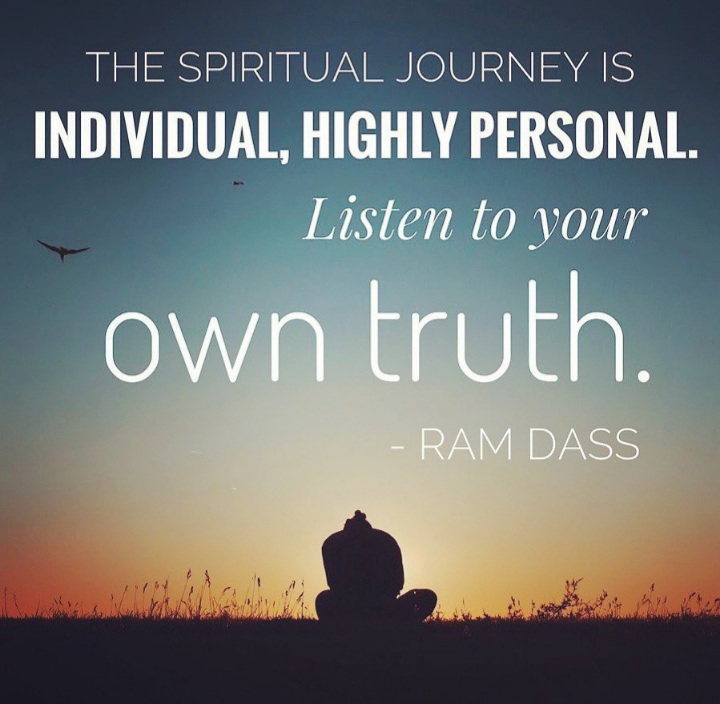 THE SPIRITUAL JOURNEY IS
INDIVIDUAL, HIGHLY PERSONAL.
Listen to your
own truth.
- RAM DASS